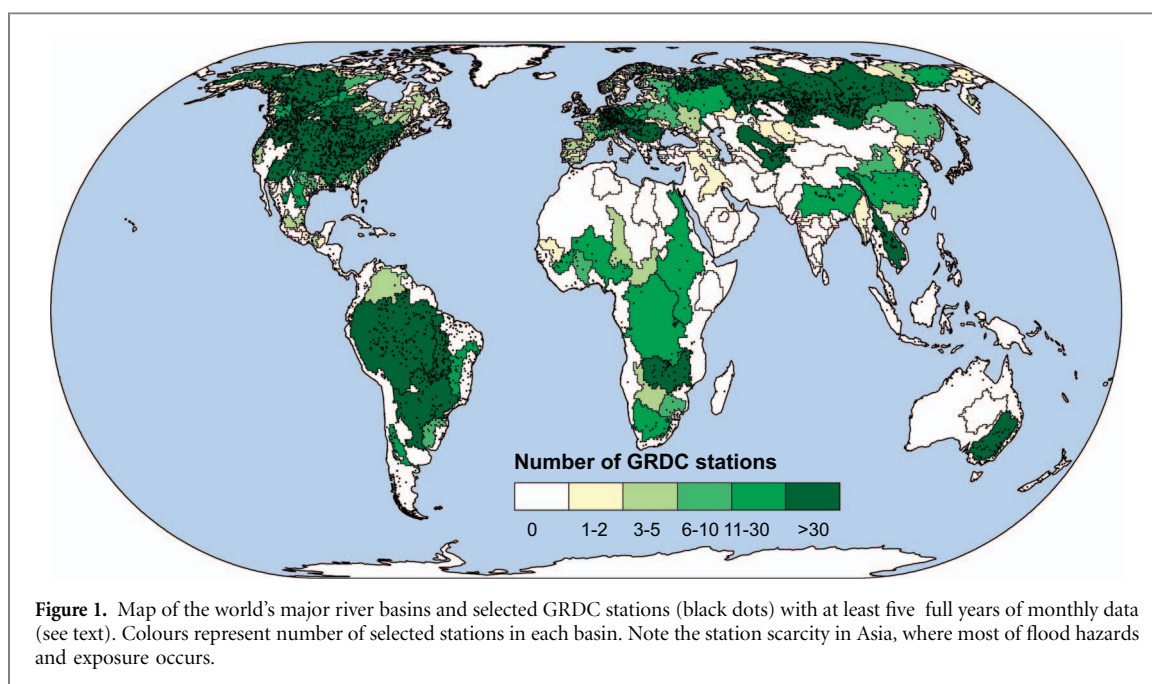 Number of GRDC stations
0 1-2 3-5 6-10 11-30 >30
Figure 1. Map of the world's major river basins and selected GRDC stations (black dots) with at least five full years of monthly data
(see text). Colours represent number of selected stations in each basin. Note the station scarcity in Asia, where most of flood hazards
and exposure occurs.